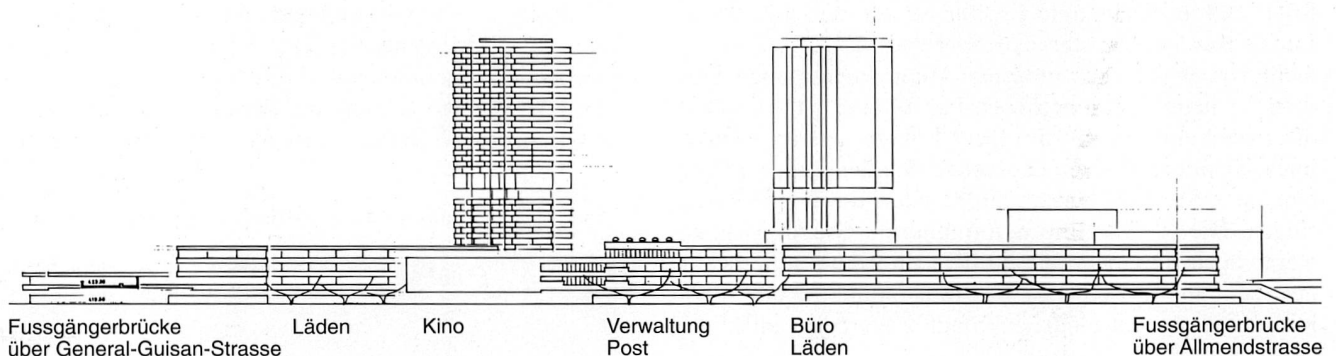 Fussgängerbrücke
über General-Guisan-Strasse
Läden
Kino
Verwaltung
Post
Büro
Läden
Fussgängerbrücke
über Allmendstrasse